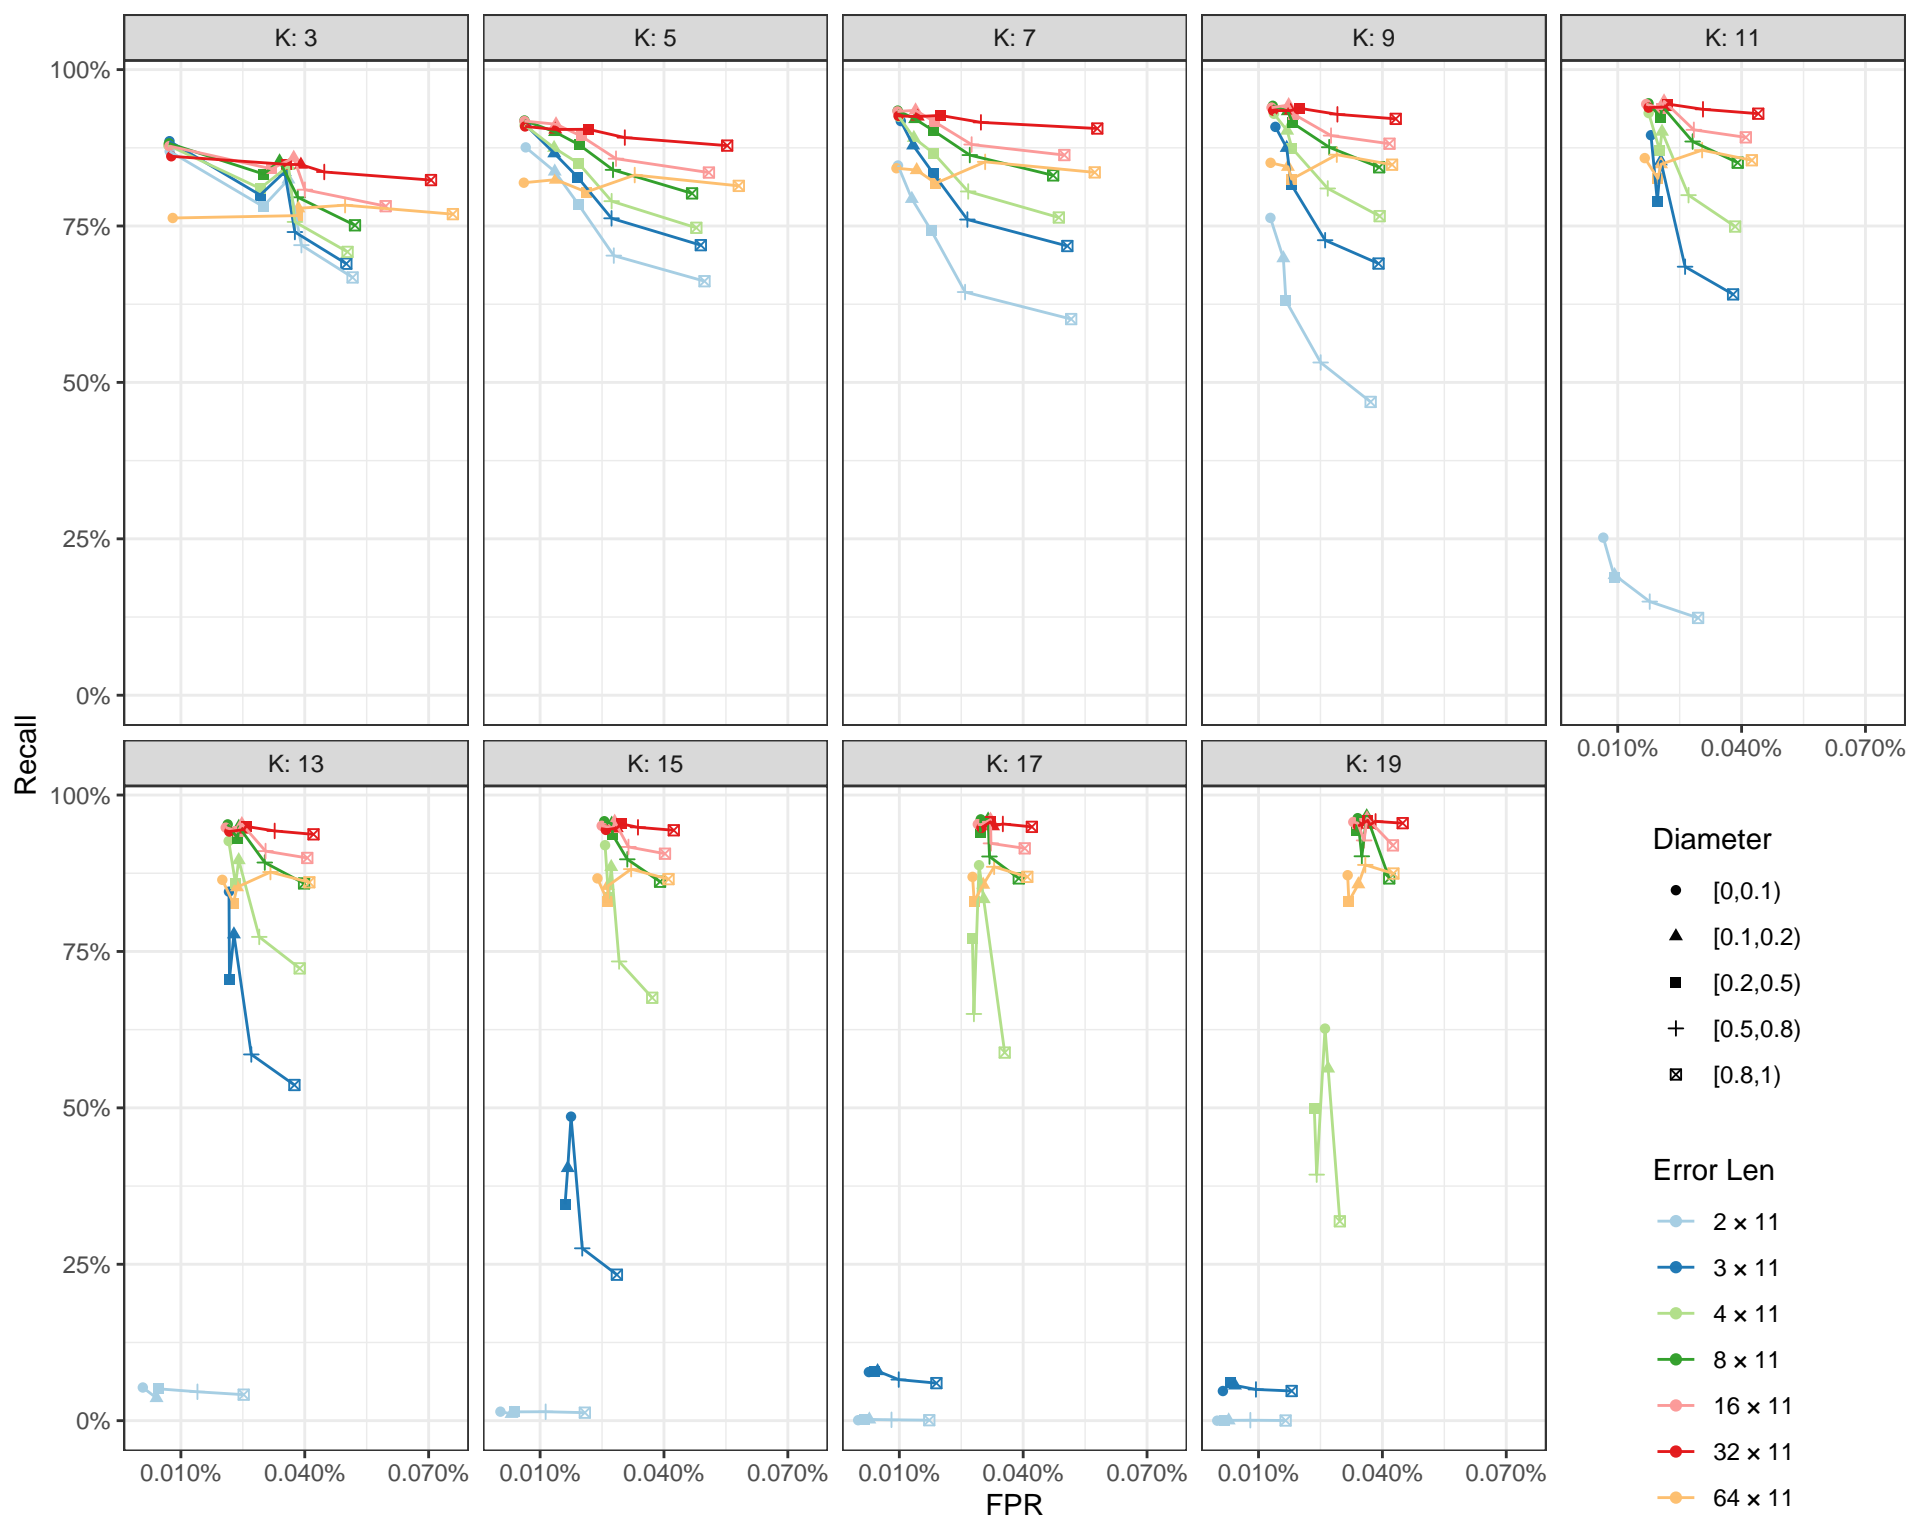 K: 3
K: 5
K: 7
K: 9
K: 11
100%
75%
50%
25%
0%
0.010% 0.040% 0.070%
Recall
K: 13
K: 15
K: 17
K: 19
100%
75%
50%
25%
0%
0.010% 0.040% 0.070%
0.010% 0.040% 0.070%
0.010% 0.040% 0.070%
0.010% 0.040% 0.070%
FPR
Diameter
[0,0.1)
[0.1,0.2)
[0.2,0.5)
[0.5,0.8)
[0.8,1)
Error Len
2 × 11
3 × 11
4 × 11
8 × 11
16 × 11
32 × 11
64 × 11